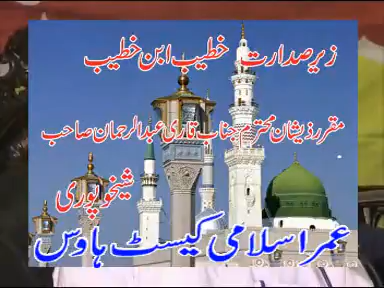 زیر صدارت خطیب ابن خطیب
مقرر ذیشان محترم جناب قاری عبدالرحمان صاحب
شیخوپوری
عمر اسلامی کیسٹ ہاوس